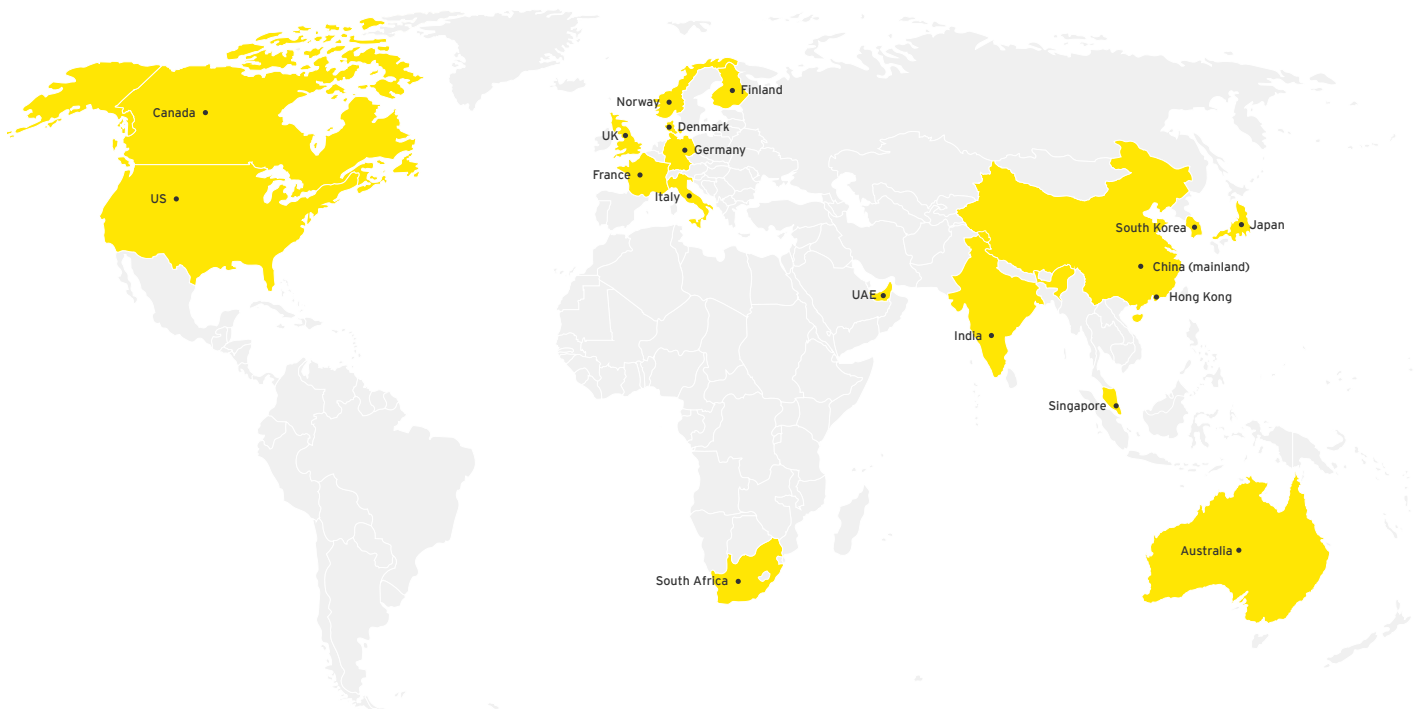 Canada
US
Norway
Finland
UK
Denmark
Germany
France
Italy
South Korea
Japan
China (mainland)
UAE
Hong Kong
India
Singapore
Australia
South Africa